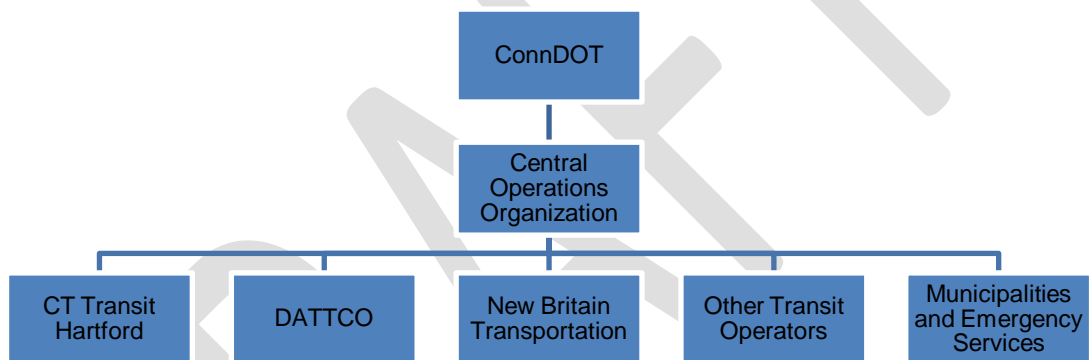 ConnDOT
Central
Operations
Organization
CT Transit
Hartford
DATTCO
New Britain
Transportation
Other Transit
Operators
Municipalities
and Emergency
Services